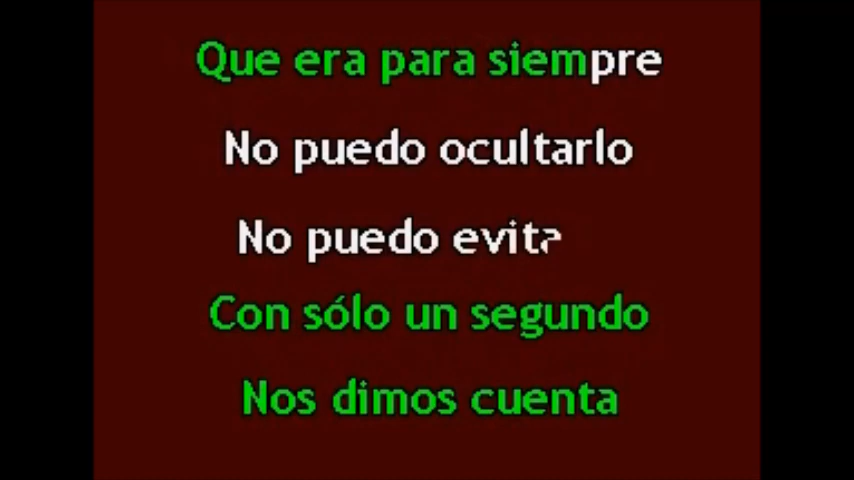 Que era para siempre
No puedo ocultarlo
No puedo evita
Con sólo un segundo
Nos dimos cuenta